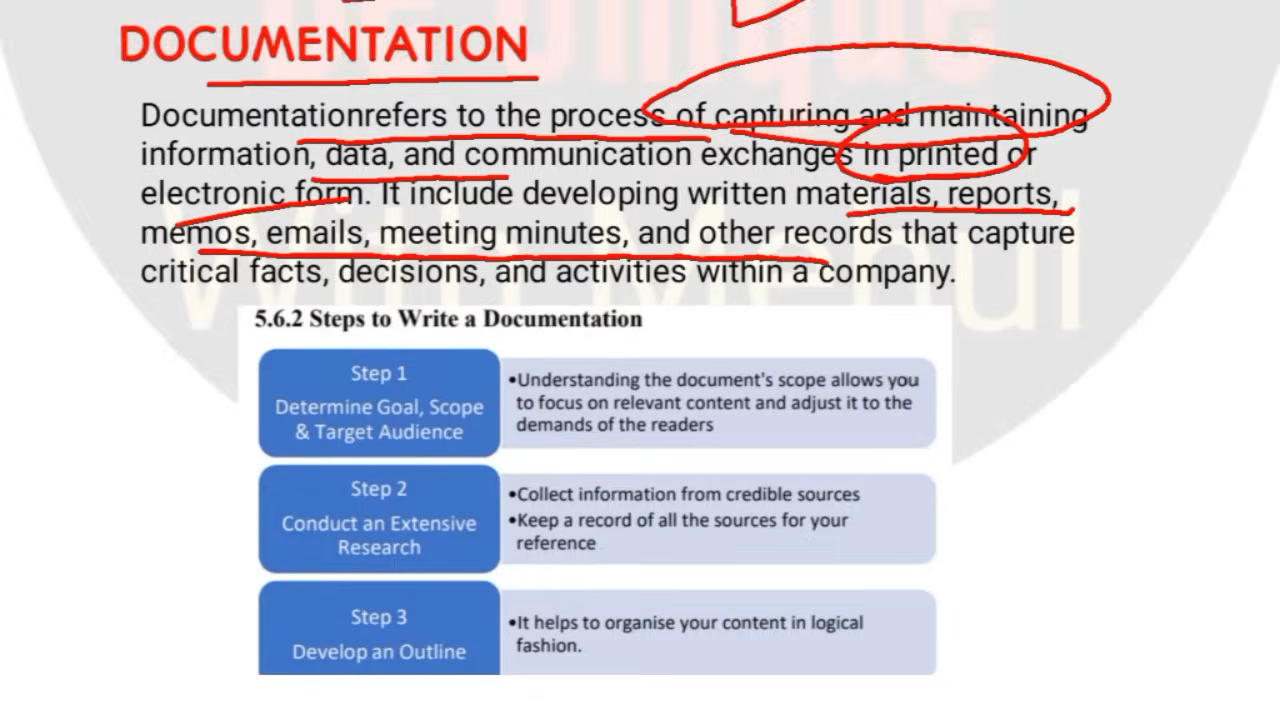 DOCUMENTATION
Documentationrefers to the process of capturing and maintaining
information, data, and communication exchanges in printed or
electronic form. It include developing written materials, reports,
memos, emails, meeting minutes, and other records that capture
critical facts, decisions, and activities within a company.
With Mehul
5.6.2 Steps to Write a Documentation
Step 1
Determine Goal, Scope
& Target Audience
•Understanding the document's scope allows you
to focus on relevant content and adjust it to the
demands of the readers
Step 2
Conduct an Extensive
Research
•Collect information from credible sources
•Keep a record of all the sources for your
reference
Step 3
Develop an Outline
•It helps to organise your content in logical
fashion.